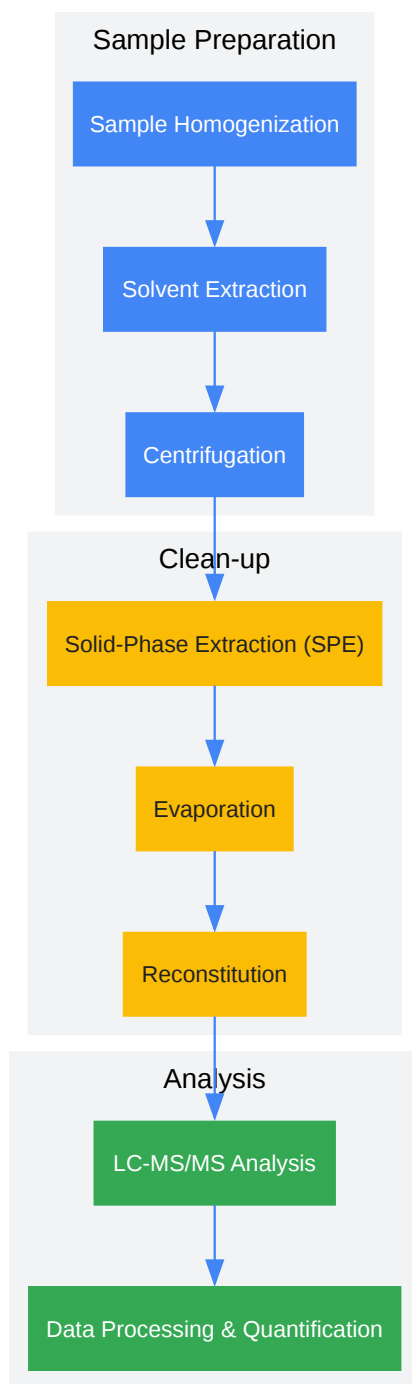 Sample Preparation
Sample Homogenization
Solvent Extraction
Centrifugation
Clean-up
Solid-Phase Extraction (SPE)
Evaporation
Reconstitution
Analysis
LC-MS/MS Analysis
Data Processing & Quantification